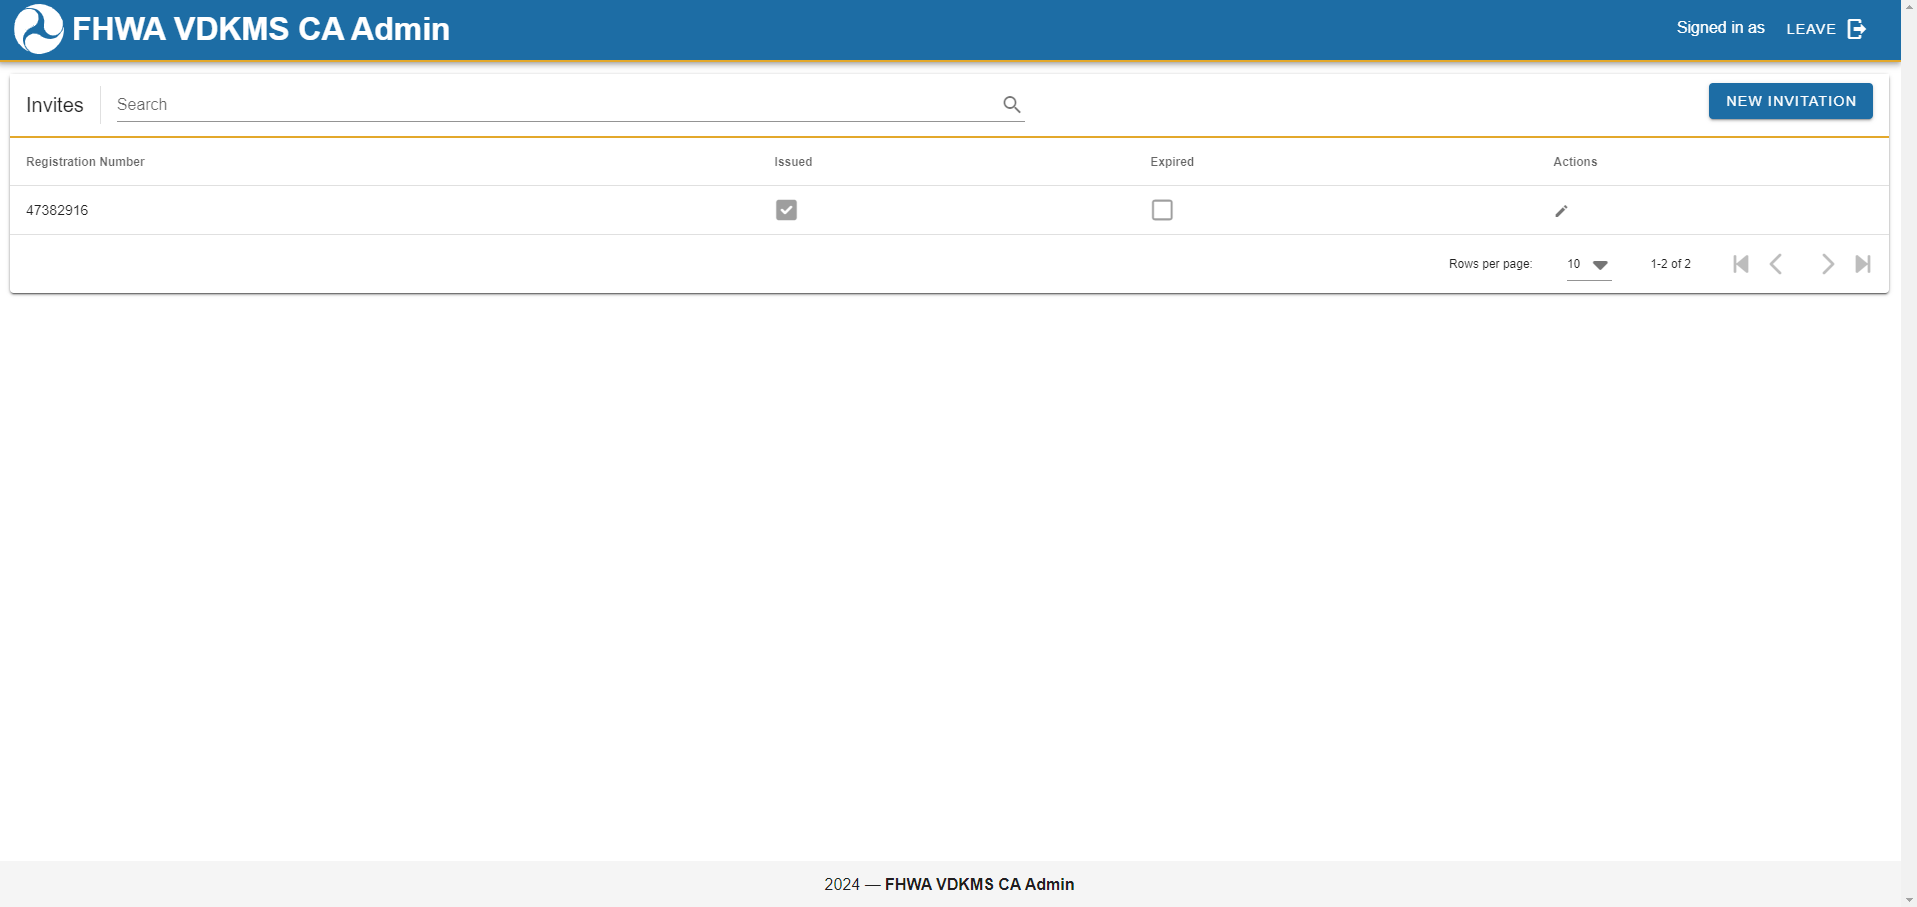 FHWA VDKMS CA Admin
Signed in as LEAVE
Invites Search NEW INVITATION
Registration Number Issued Expired Actions
47382916
Rows per page: 10 1-2 of 2
2024 — FHWA VDKMS CA Admin